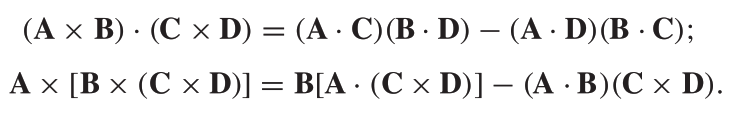 (A × B) · (C × D) = (A · C)(B · D) − (A · D)(B · C);
A × [B × (C × D)] = B[A · (C × D)] − (A · B)(C × D).